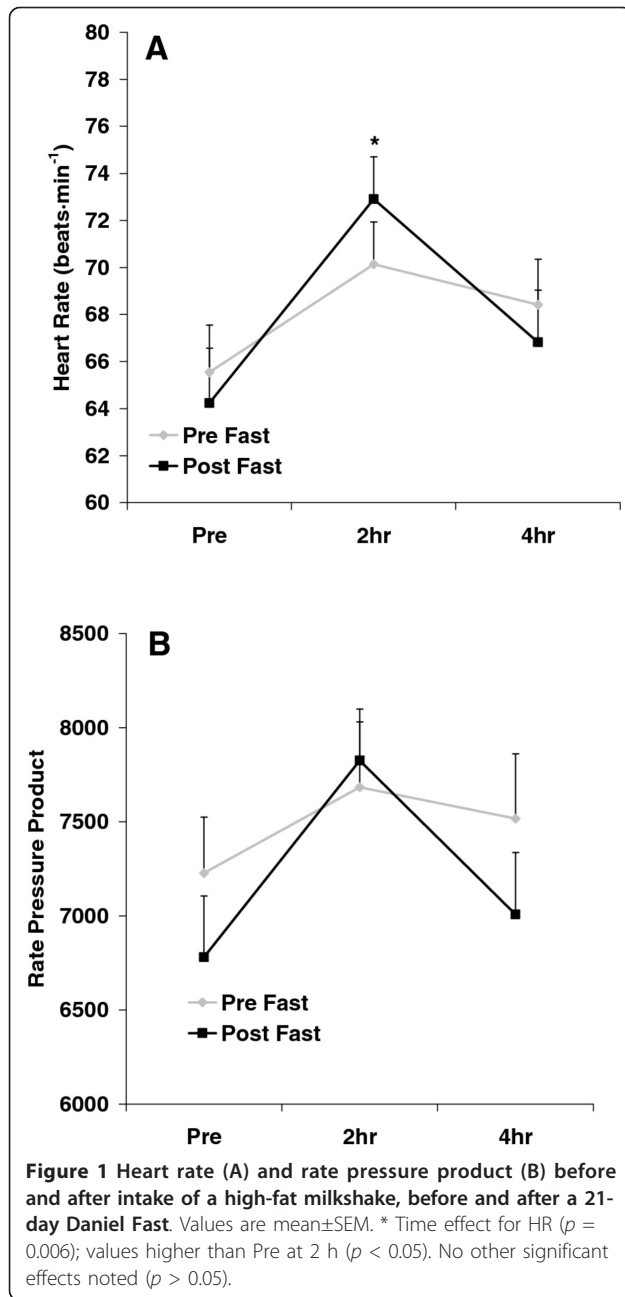 80
A
78
76
*
74
72
70
68
66
64
62
60
Heart Rate (beats·min⁻¹)
Pre Fast
Post Fast
Pre 2hr 4hr
8500
B
8000
7500
7000
6500
6000
Rate Pressure Product
Pre Fast
Post Fast
Pre 2hr 4hr
Figure 1 Heart rate (A) and rate pressure product (B) before
and after intake of a high-fat milkshake, before and after a 21-
day Daniel Fast. Values are mean±SEM. * Time effect for HR (p =
0.006); values higher than Pre at 2 h (p < 0.05). No other significant
effects noted (p > 0.05).